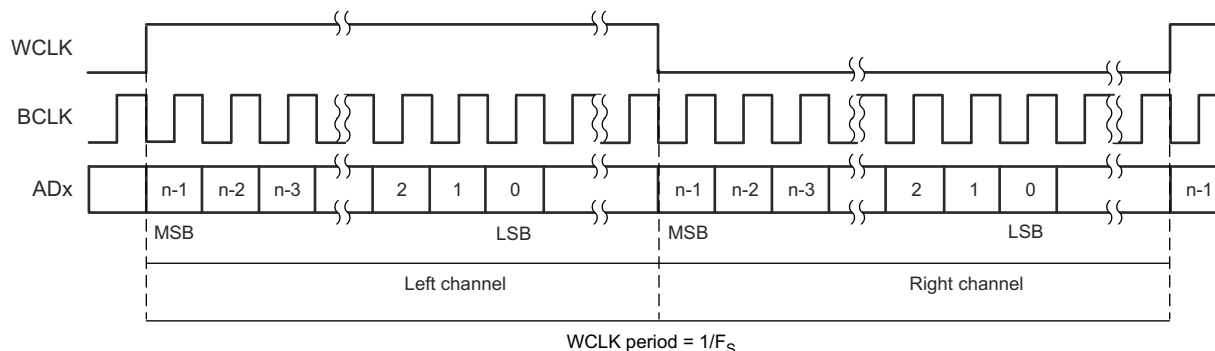 WCLK
BCLK
ADx n-1 n-2 n-3 2 1 0 n-1 n-2 n-3 2 1 0 n-1
MSB LSB MSB LSB
Left channel Right channel
WCLK period = 1/FS